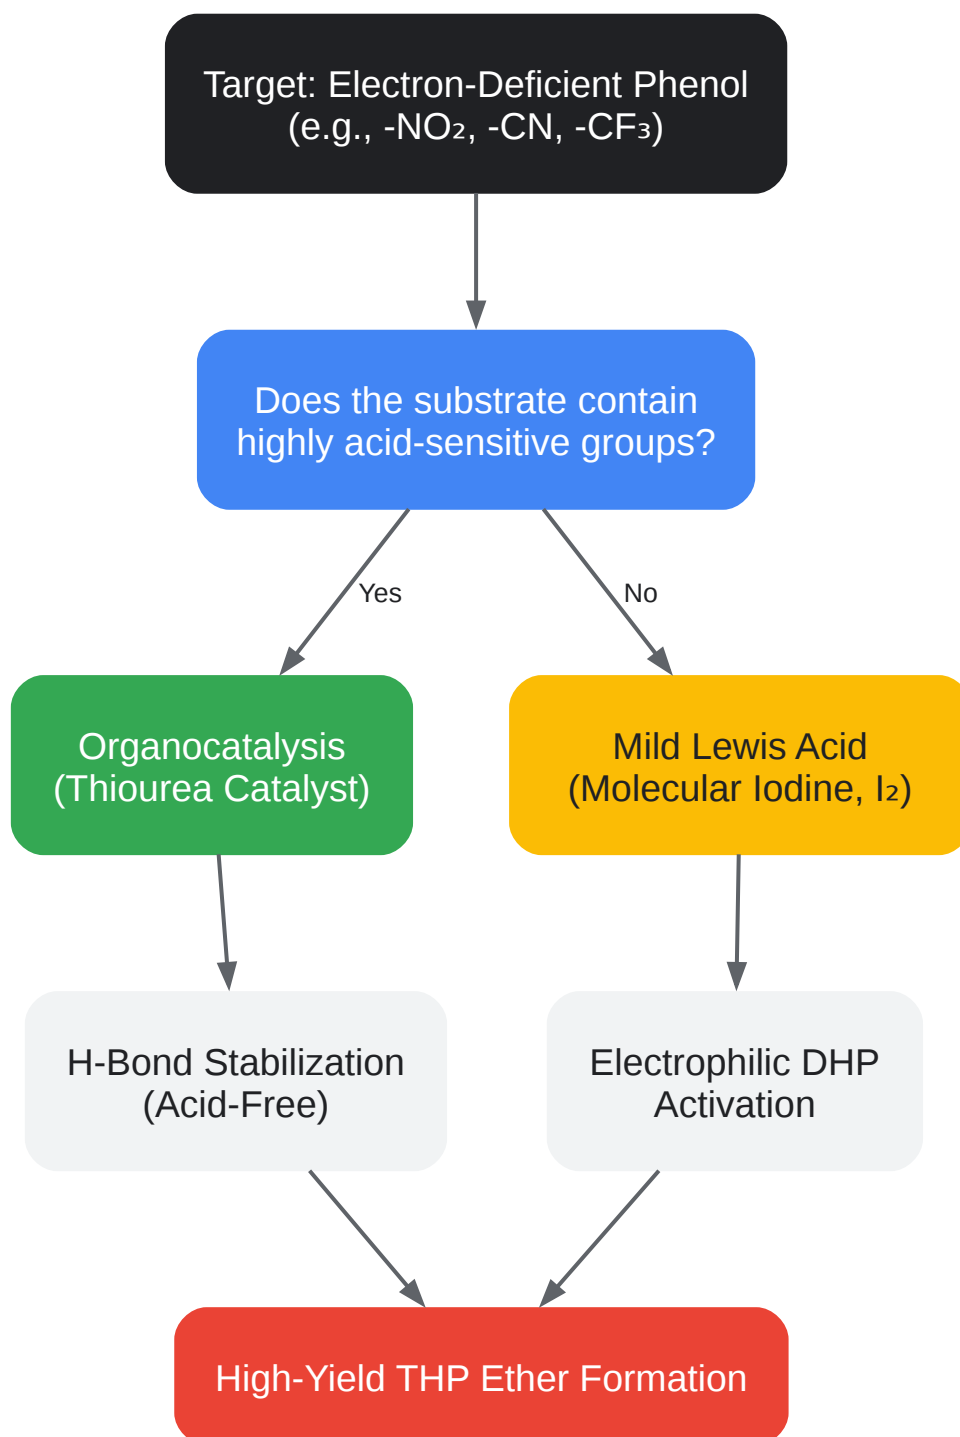 Target: Electron-Deficient Phenol
(e.g., -NO₂, -CN, -CF₃)
Does the substrate contain
highly acid-sensitive groups?
Yes
No
Organocatalysis
(Thiourea Catalyst)
Mild Lewis Acid
(Molecular Iodine, I₂)
H-Bond Stabilization
(Acid-Free)
Electrophilic DHP
Activation
High-Yield THP Ether Formation